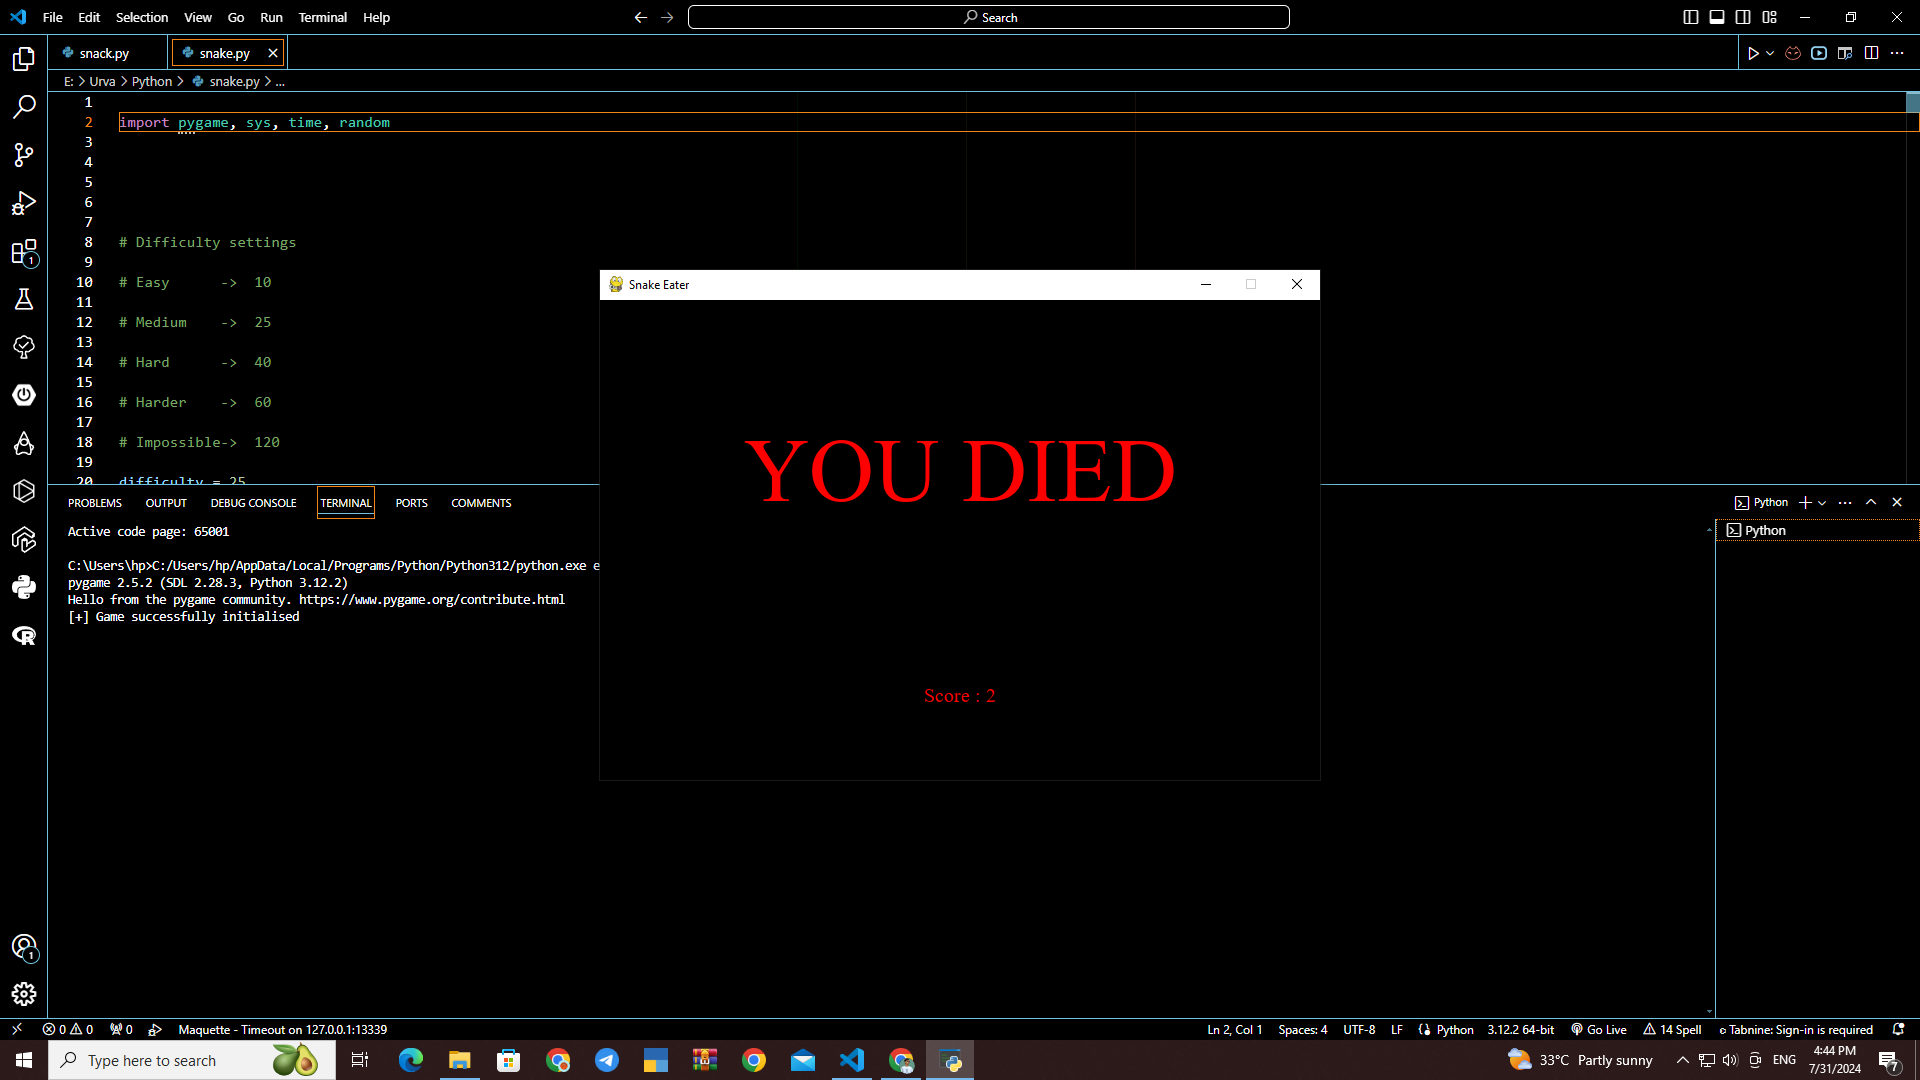 File Edit Selection View Go Run Terminal Help
Search
snack.py
snake.py
E: > Urva > Python > snake.py > ...
1
2 import pygame, sys, time, random
3
4
5
6
7
8 # Difficulty settings
9
10 # Easy -> 10
11
12 # Medium -> 25
13
14 # Hard -> 40
15
16 # Harder -> 60
17
18 # Impossible-> 120
19
20 difficulty = 25
Snake Eater
YOU DIED
Score : 2
PROBLEMS OUTPUT DEBUG CONSOLE TERMINAL PORTS COMMENTS
Python
Python
Active code page: 65001
C:\Users\hp>C:/Users/hp/AppData/Local/Programs/Python/Python312/python.exe e
pygame 2.5.2 (SDL 2.28.3, Python 3.12.2)
Hello from the pygame community. https://www.pygame.org/contribute.html
[+] Game successfully initialised
1
1
0 0 0 Maquette - Timeout on 127.0.0.1:13339
Ln 2, Col 1 Spaces: 4 UTF-8 LF Python 3.12.2 64-bit Go Live 14 Spell Tabnine: Sign-in is required
Type here to search
33°C Partly sunny
ENG
4:44 PM
7/31/2024
7